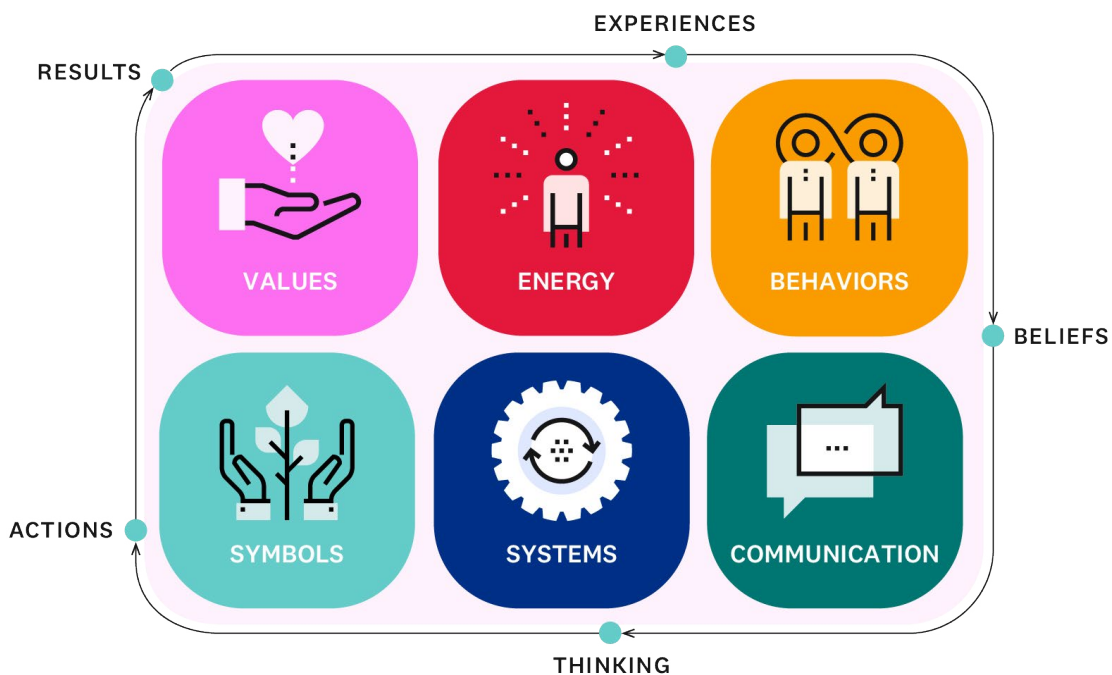 EXPERIENCES
RESULTS
VALUES
ENERGY
BEHAVIORS
BELIEFS
ACTIONS
SYMBOLS
SYSTEMS
COMMUNICATION
THINKING